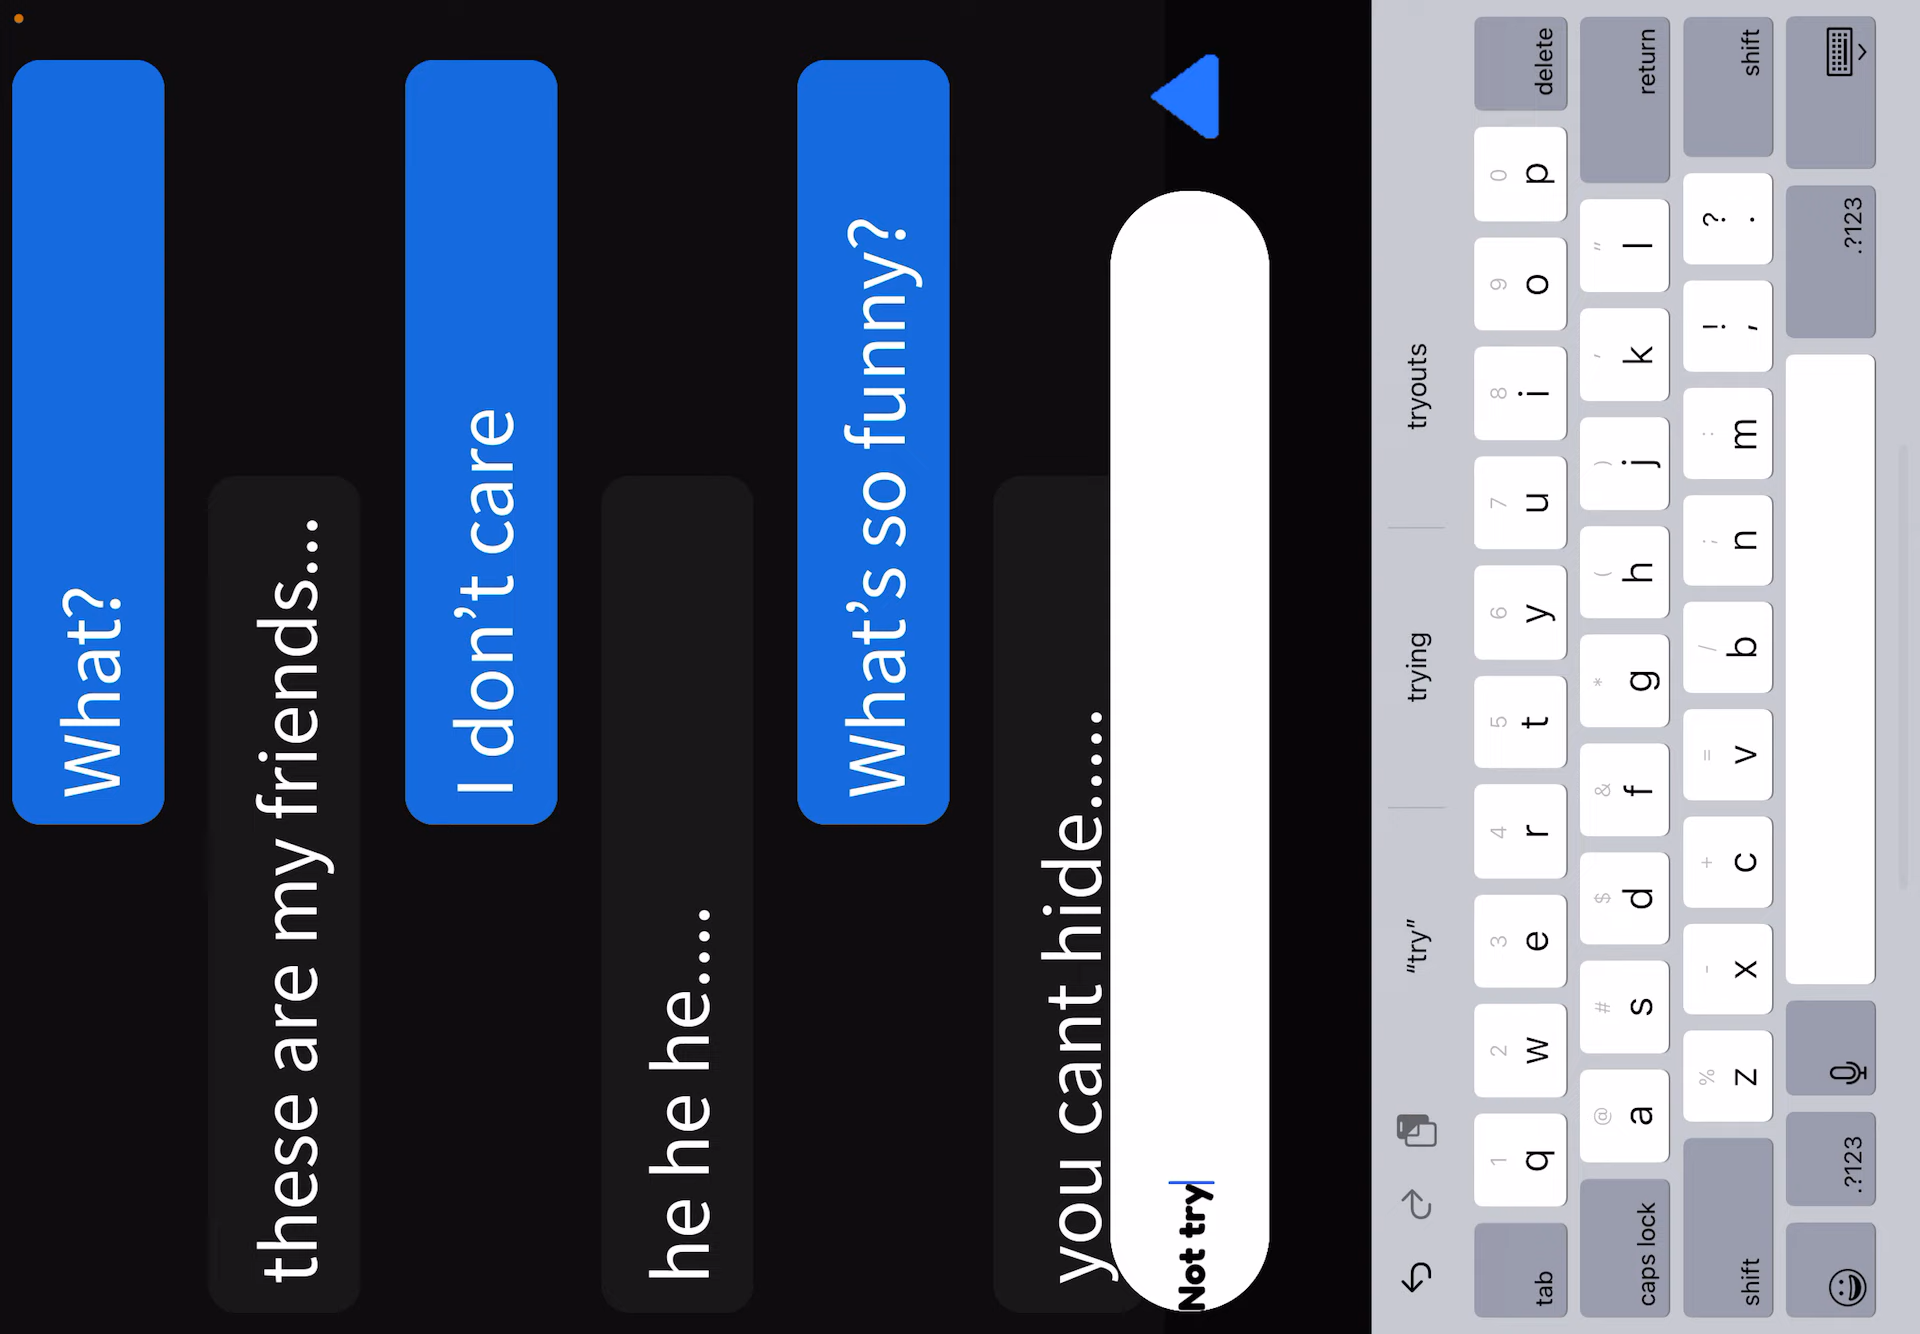 What?
these are my friends...
I don't care
he he he....
What's so funny?
you cant hide.....
Not try
"try" trying tryouts
tab 1 q 2 w 3 e 4 r 5 t 6 y 7 u 8 i 9 o 0 p delete
caps lock @ a # s $ d & f * g ( h ) j ' k " l return
shift % z - x + c = v / b ; n : m ! , ? . shift
.?123 .?123